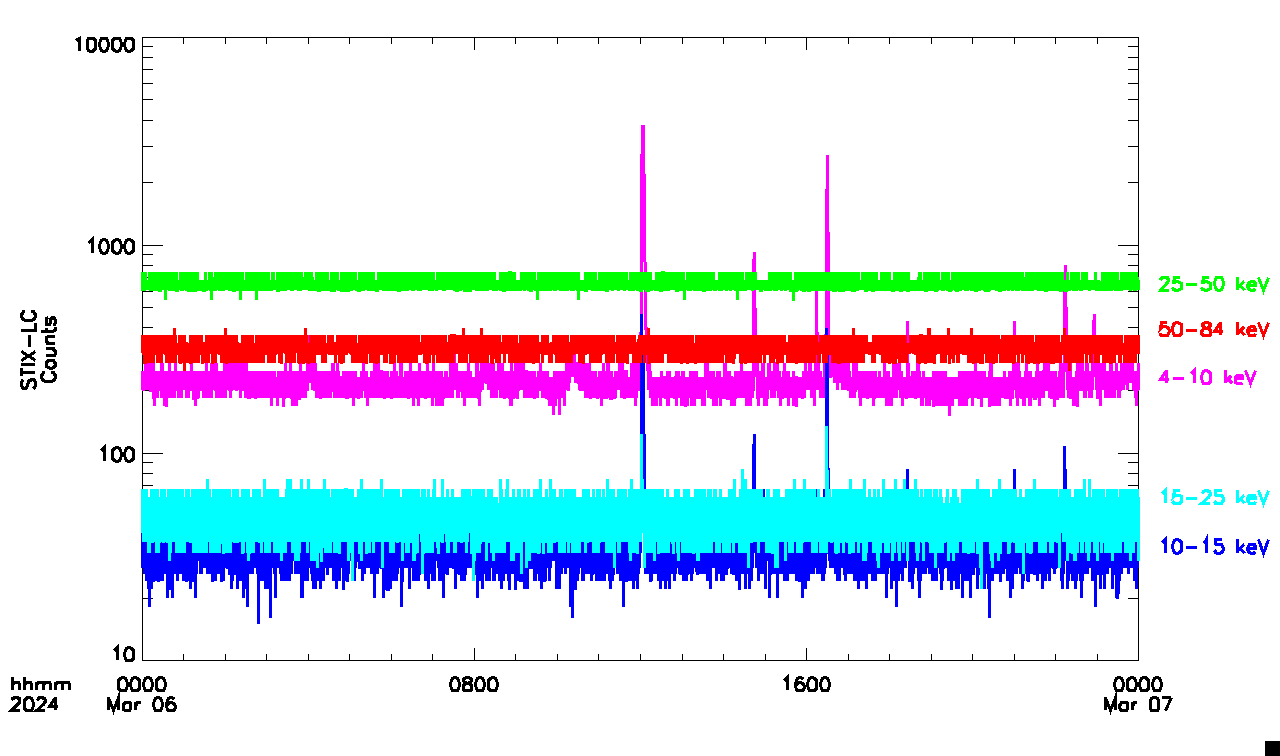 10000
1000
100
10
STIX-LC
Counts
25-50 keV
50-84 keV
4-10 keV
15-25 keV
10-15 keV
hhmm 0000 0800 1600 0000
2024 Mar 06 Mar 07